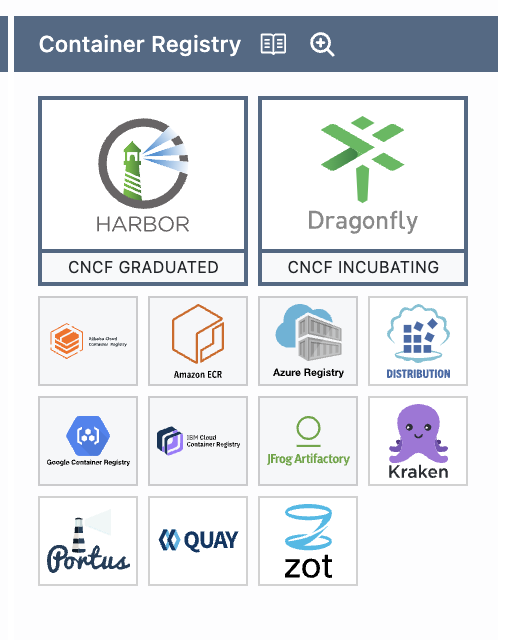 Container Registry
HARBOR
CNCF GRADUATED
Dragonfly
CNCF INCUBATING
Alibaba Cloud
Container Registry
Amazon ECR
Azure Registry
DISTRIBUTION
Google Container Registry
IBM Cloud
Container Registry
JFrog Artifactory
Kraken
Portus
QUAY
zot